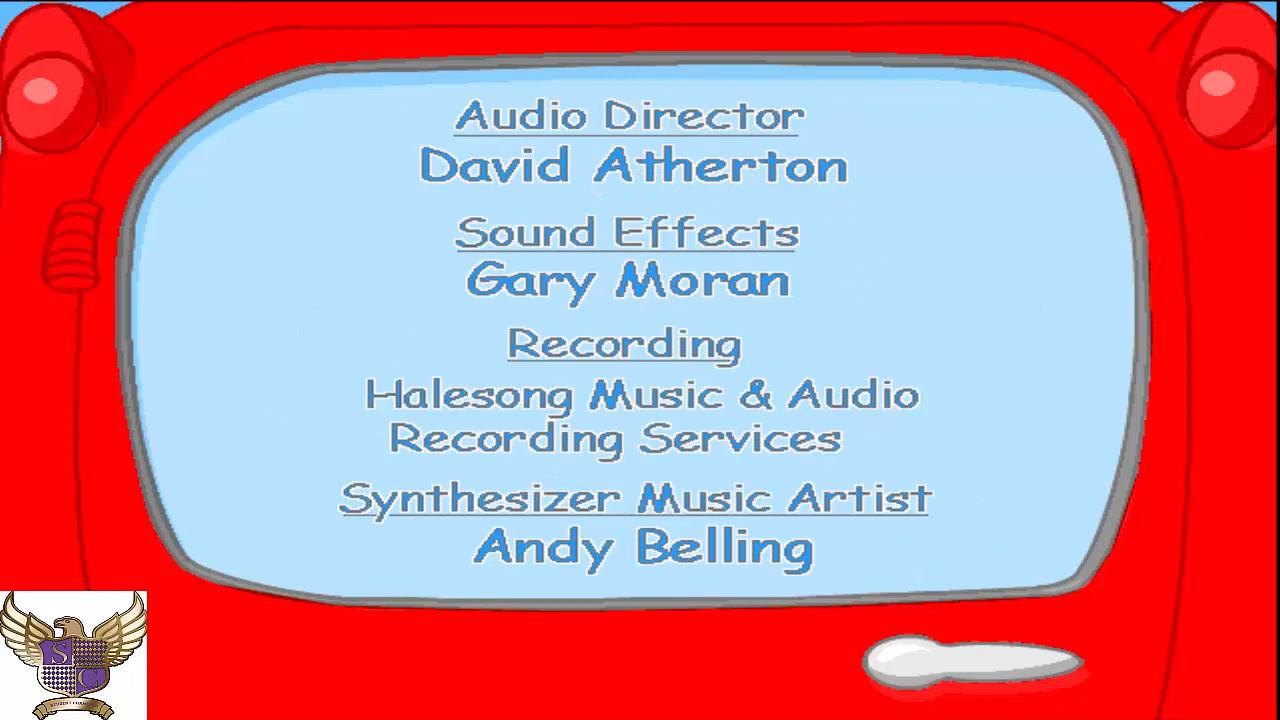 Audio Director
David Atherton
Sound Effects
Gary Moran
Recording
Halesong Music & Audio
Recording Services
Synthesizer Music Artist
Andy Belling
S
C